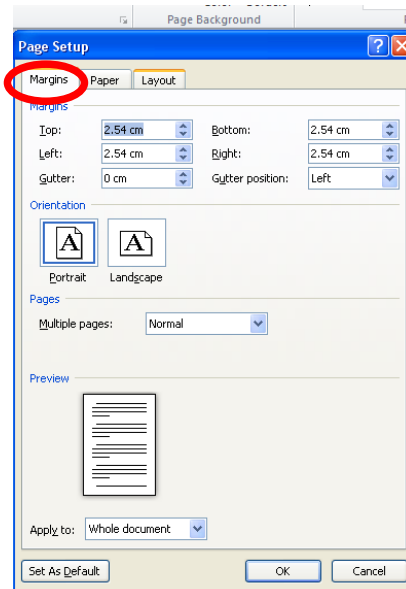 Page Background
Page Setup
Margins Paper Layout
Margins
Top: 2.54 cm Bottom: 2.54 cm
Left: 2.54 cm Right: 2.54 cm
Gutter: 0 cm Gutter position: Left
Orientation
A A
Portrait Landscape
Pages
Multiple pages: Normal
Preview
Apply to: Whole document
Set As Default OK Cancel